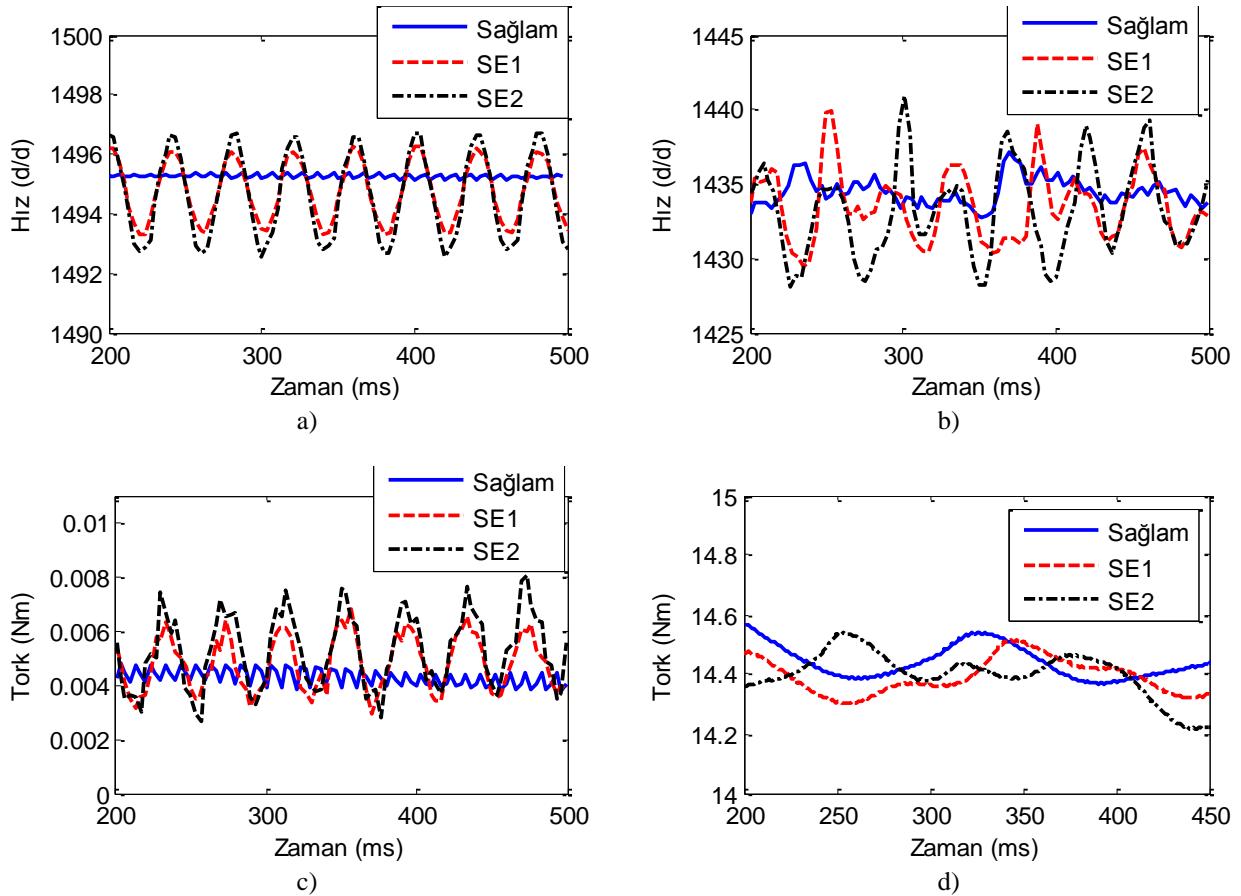 1500
1498
1496
1494
1492
1490
Hız (d/d)
200
300
400
500
Zaman (ms)
Sağlam
SE1
SE2
a)
1445
1440
1435
1430
1425
Hız (d/d)
200
300
400
500
Zaman (ms)
Sağlam
SE1
SE2
b)
0.01
0.008
0.006
0.004
0.002
0
Tork (Nm)
200
300
400
500
Zaman (ms)
Sağlam
SE1
SE2
c)
15
14.8
14.6
14.4
14.2
14
Tork (Nm)
200
250
300
350
400
450
Zaman (ms)
Sağlam
SE1
SE2
d)